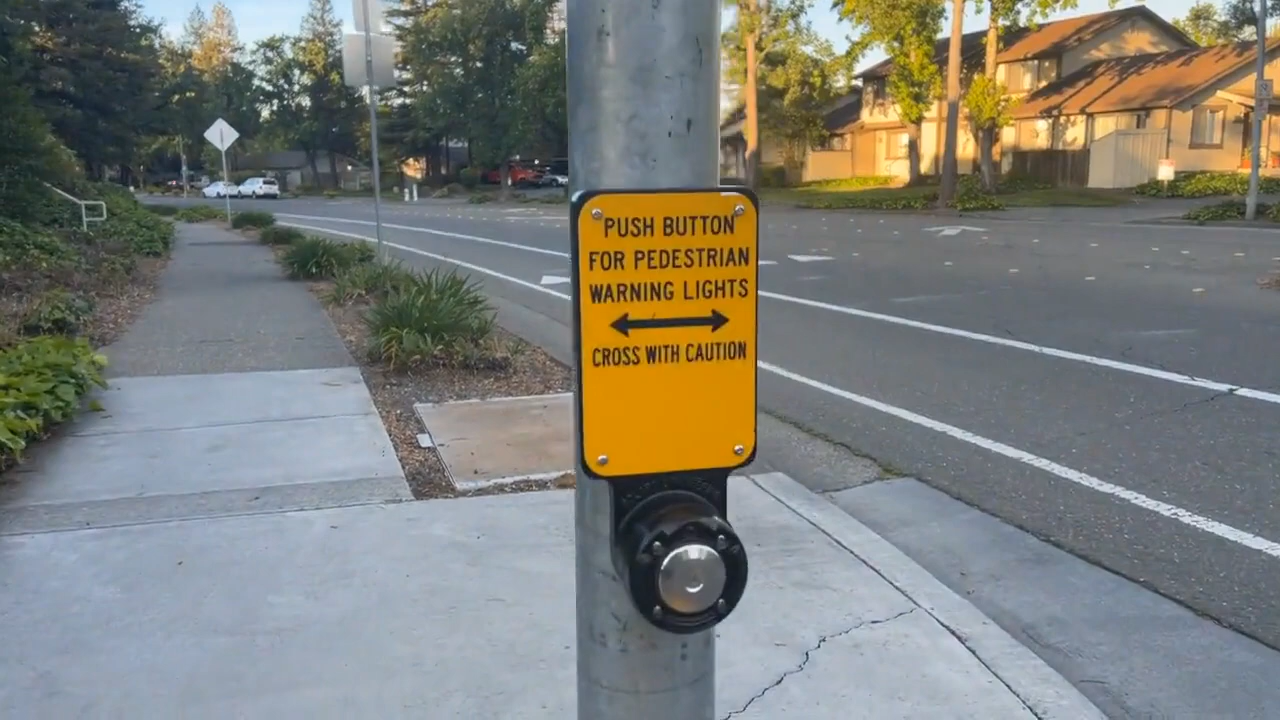 PUSH BUTTON
FOR PEDESTRIAN
WARNING LIGHTS
CROSS WITH CAUTION